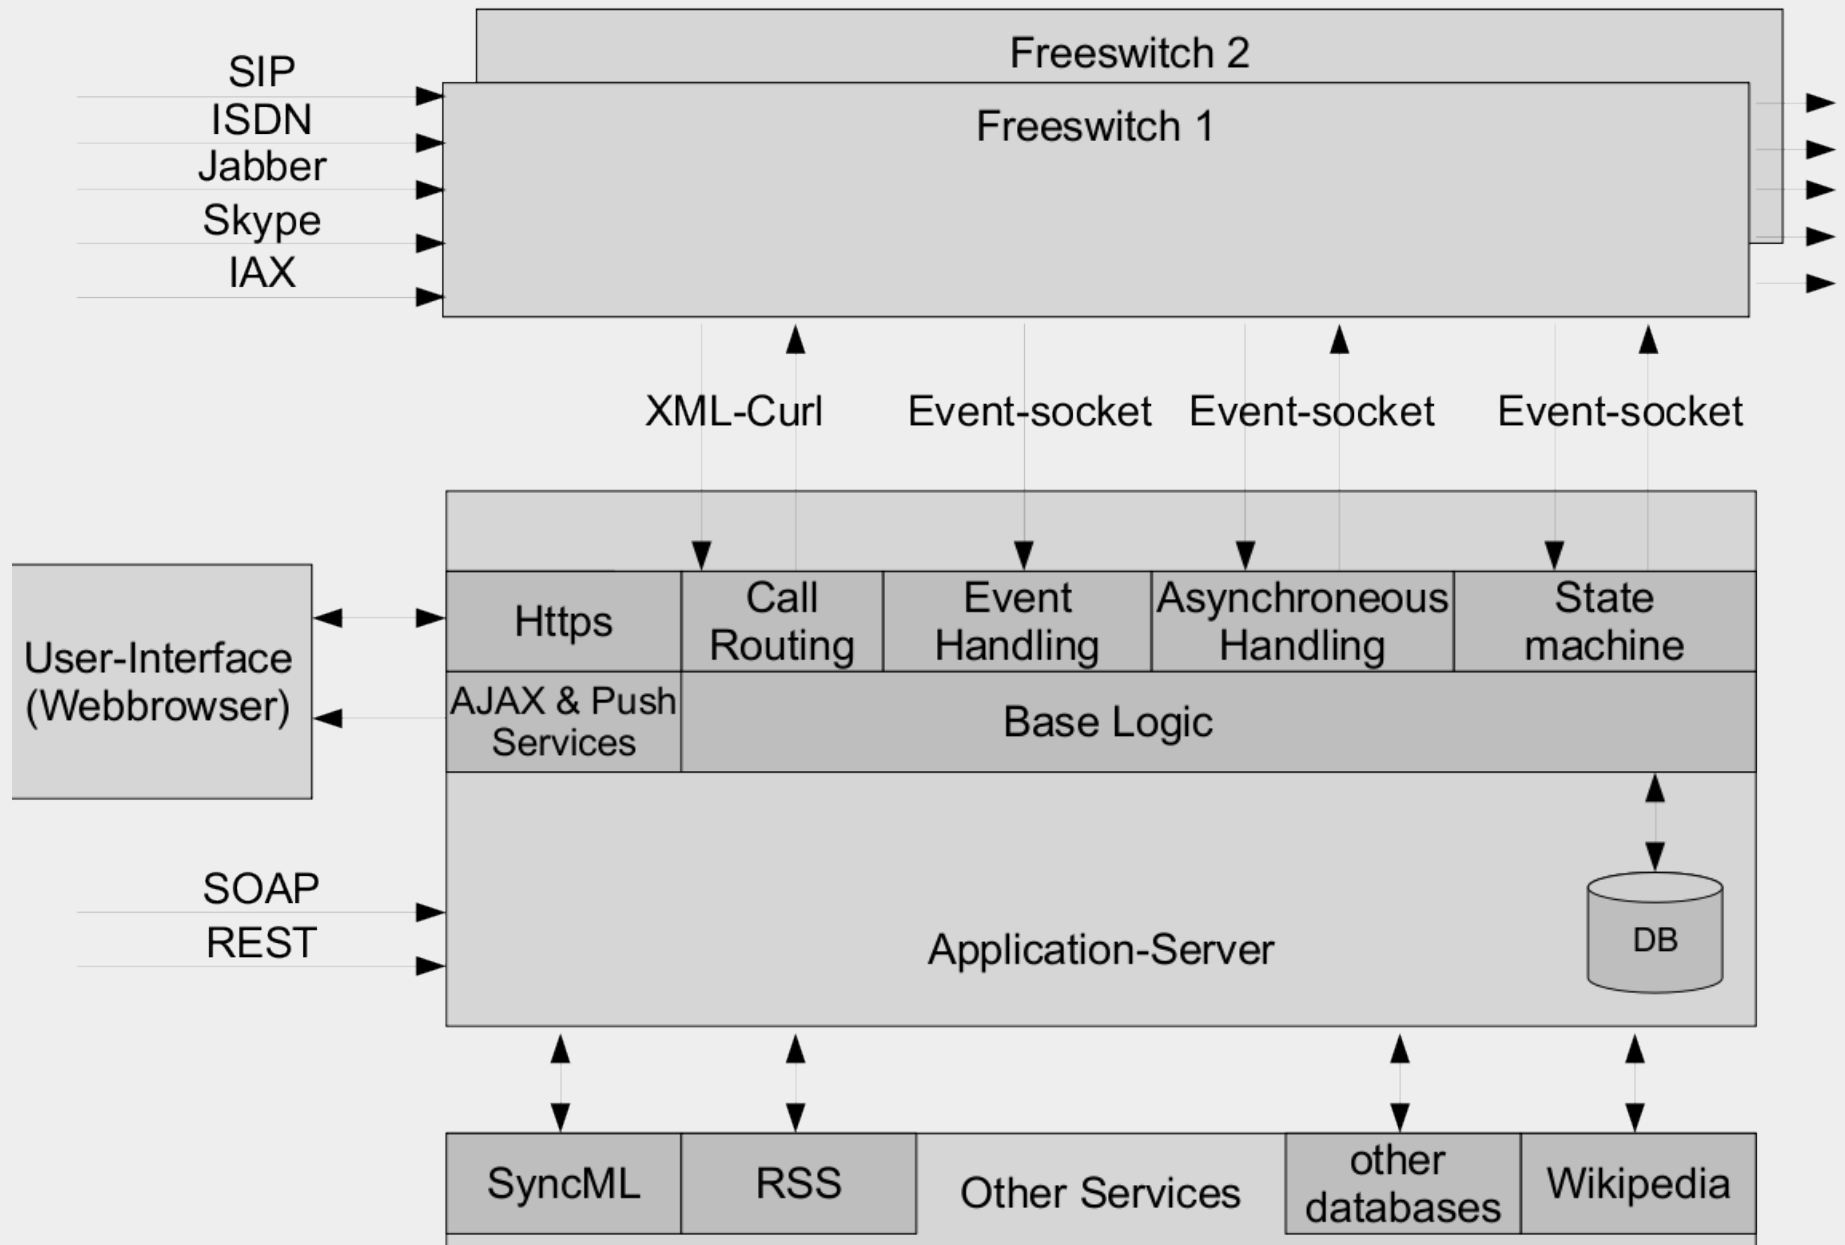 Freeswitch 2
Freeswitch 1
SIP
ISDN
Jabber
Skype
IAX
XML-Curl
Event-socket
Event-socket
Event-socket
User-Interface
(Webbrowser)
Https
Call
Routing
Event
Handling
Asynchroneous
Handling
State
machine
AJAX & Push
Services
Base Logic
SOAP
REST
Application-Server
DB
SyncML
RSS
Other Services
other
databases
Wikipedia